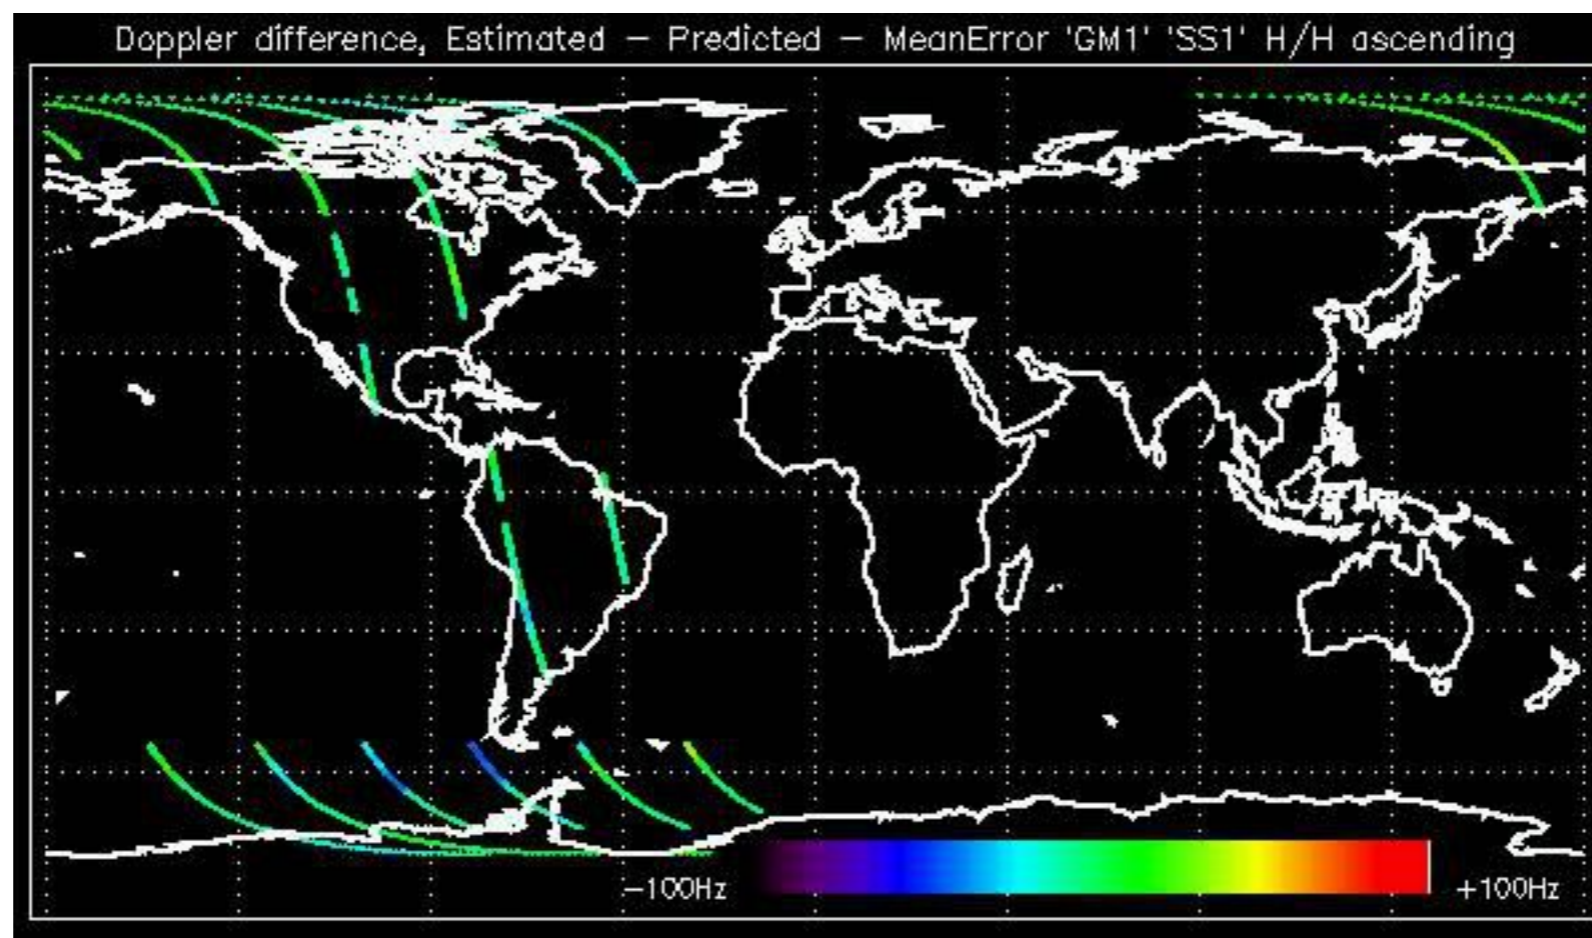 Doppler difference, Estimated – Predicted – MeanError 'GM1' 'SS1' H/H ascending
–100Hz
+100Hz